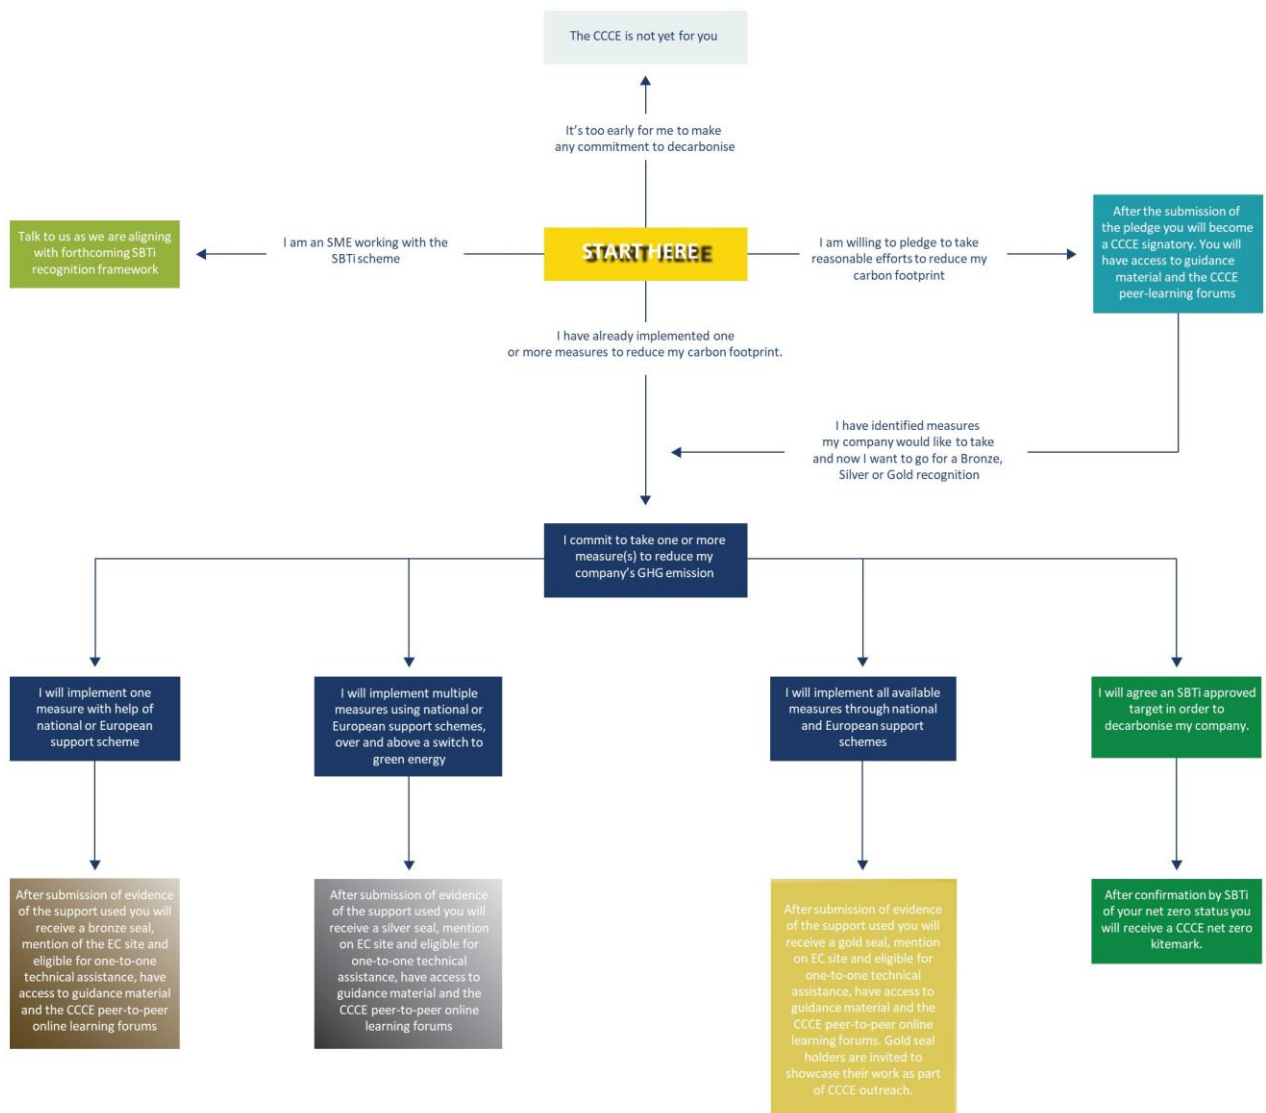 The CCCE is not yet for you
It's too early for me to make
any commitment to decarbonise
Talk to us as we are aligning
with forthcoming SBTi
recognition framework
I am an SME working with the
SBTi scheme
START HERE
I am willing to pledge to take
reasonable efforts to reduce my
carbon footprint
After the submission of
the pledge you will become
a CCCE signatory. You will
have access to guidance
material and the CCCE
peer-learning forums
I have already implemented one
or more measures to reduce my carbon footprint.
I have identified measures
my company would like to take
and now I want to go for a Bronze,
Silver or Gold recognition
I commit to take one or more
measure(s) to reduce my
company's GHG emission
I will implement one
measure with help of
national or European
support scheme
I will implement multiple
measures using national or
European support schemes,
over and above a switch to
green energy
I will implement all available
measures through national
and European support
schemes
I will agree an SBTi approved
target in order to
decarbonise my company.
After submission of evidence
of the support used you will
receive a bronze seal,
mention of the EC site and
eligible for one-to-one
technical assistance, have
access to guidance material
and the CCCE peer-to-peer
online learning forums
After submission of evidence
of the support used you will
receive a silver seal, mention
on EC site and eligible for
one-to-one technical
assistance, have access to
guidance material and the
CCCE peer-to-peer online
learning forums
After submission of evidence
of the support used you will
receive a gold seal, mention
on EC site and eligible for
one-to-one technical
assistance, have access to
guidance material and the
CCCE peer-to-peer online
learning forums. Gold seal
holders are invited to
showcase their work as part
of CCCE outreach.
After confirmation by SBTi
of your net zero status you
will receive a CCCE net zero
kitemark.